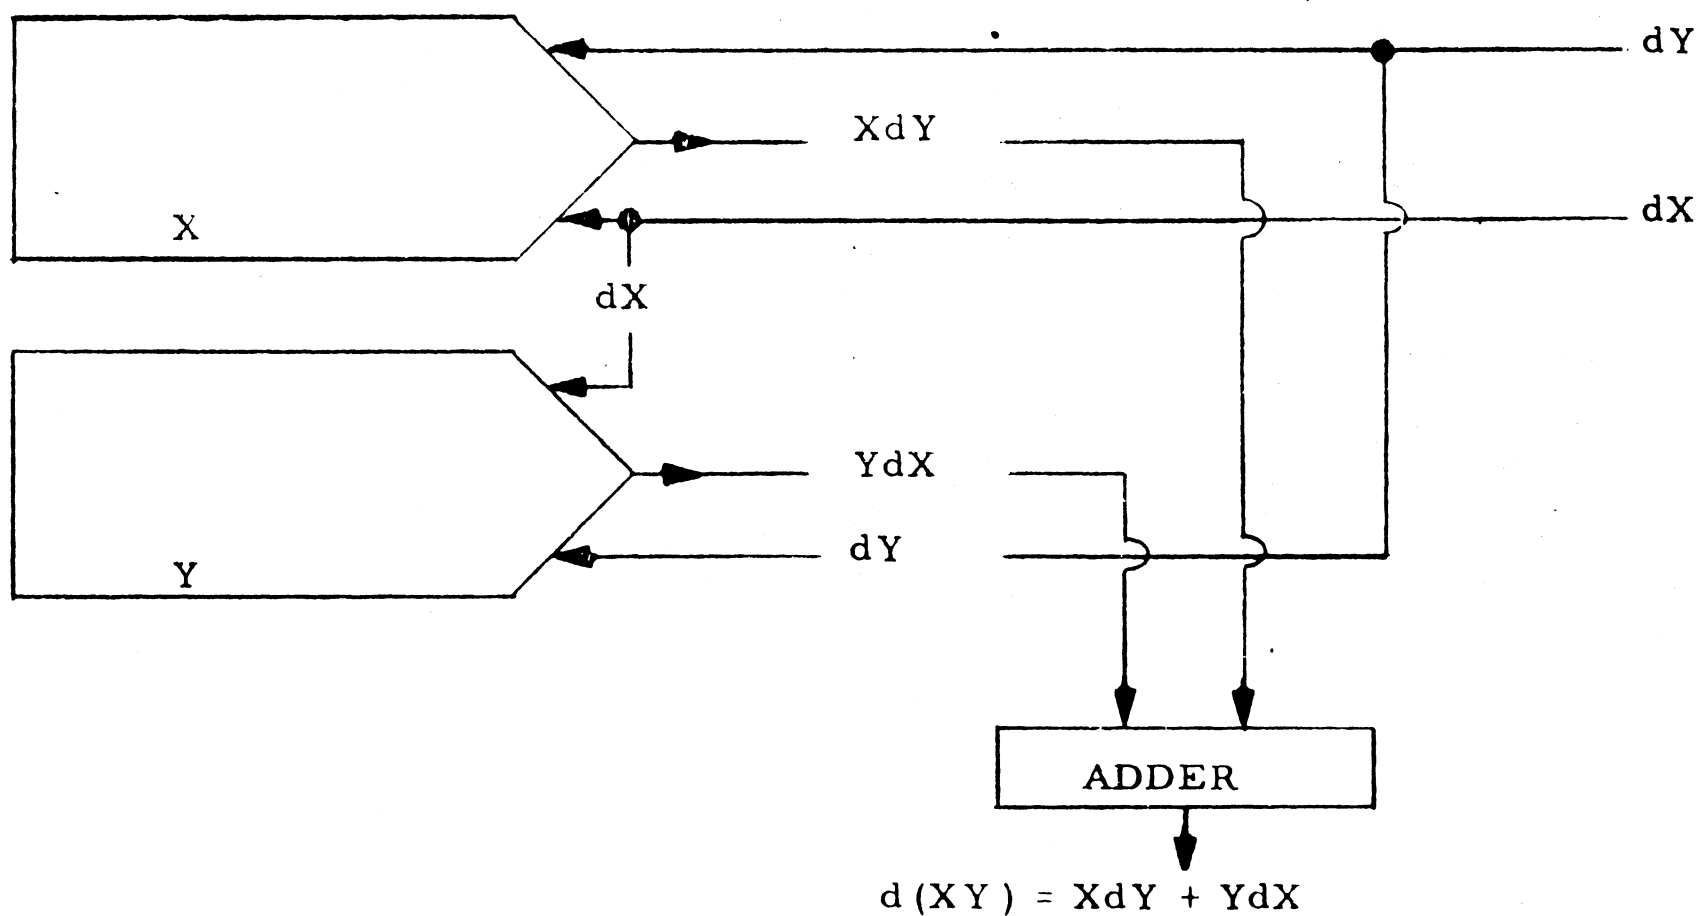 dY
XdY
dX
X
dX
YdX
dY
Y
ADDER
d (XY) = XdY + YdX